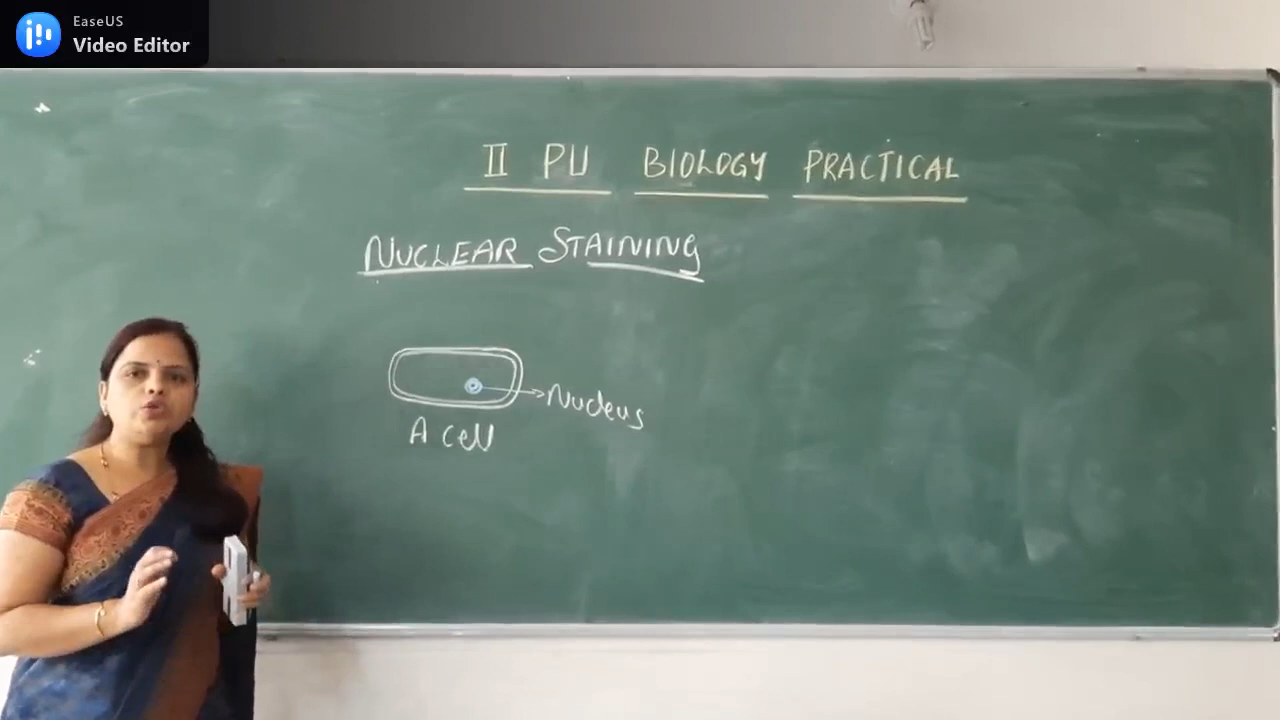 EaseUS
Video Editor
II PU BIOLOGY PRACTICAL
NUCLEAR STAINING
Nucleus
A cell